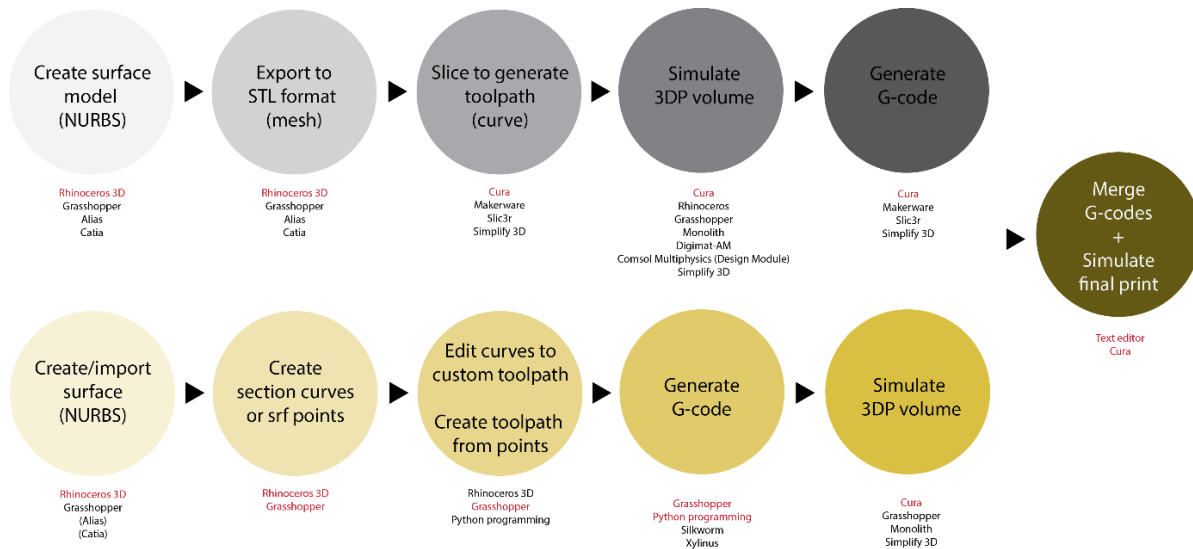 Create surface
model
(NURBS)
Rhinoceros 3D
Grasshopper
Alias
Catia
Export to
STL format
(mesh)
Rhinoceros 3D
Grasshopper
Alias
Catia
Slice to generate
toolpath
(curve)
Cura
Makerware
Slic3r
Simplify 3D
Simulate
3DP volume
Cura
Rhinoceros
Grasshopper
Monolith
Digimat-AM
Comsol Multiphysics (Design Module)
Simplify 3D
Generate
G-code
Cura
Makerware
Slic3r
Simplify 3D
Merge
G-codes
+
Simulate
final print
Text editor
Cura
Create/import
surface
(NURBS)
Rhinoceros 3D
Grasshopper
(Alias)
(Catia)
Create
section curves
or srf points
Rhinoceros 3D
Grasshopper
Edit curves to
custom toolpath
Create toolpath
from points
Rhinoceros 3D
Grasshopper
Python programming
Generate
G-code
Grasshopper
Python programming
Silkworm
Xylinus
Simulate
3DP volume
Cura
Grasshopper
Monolith
Simplify 3D